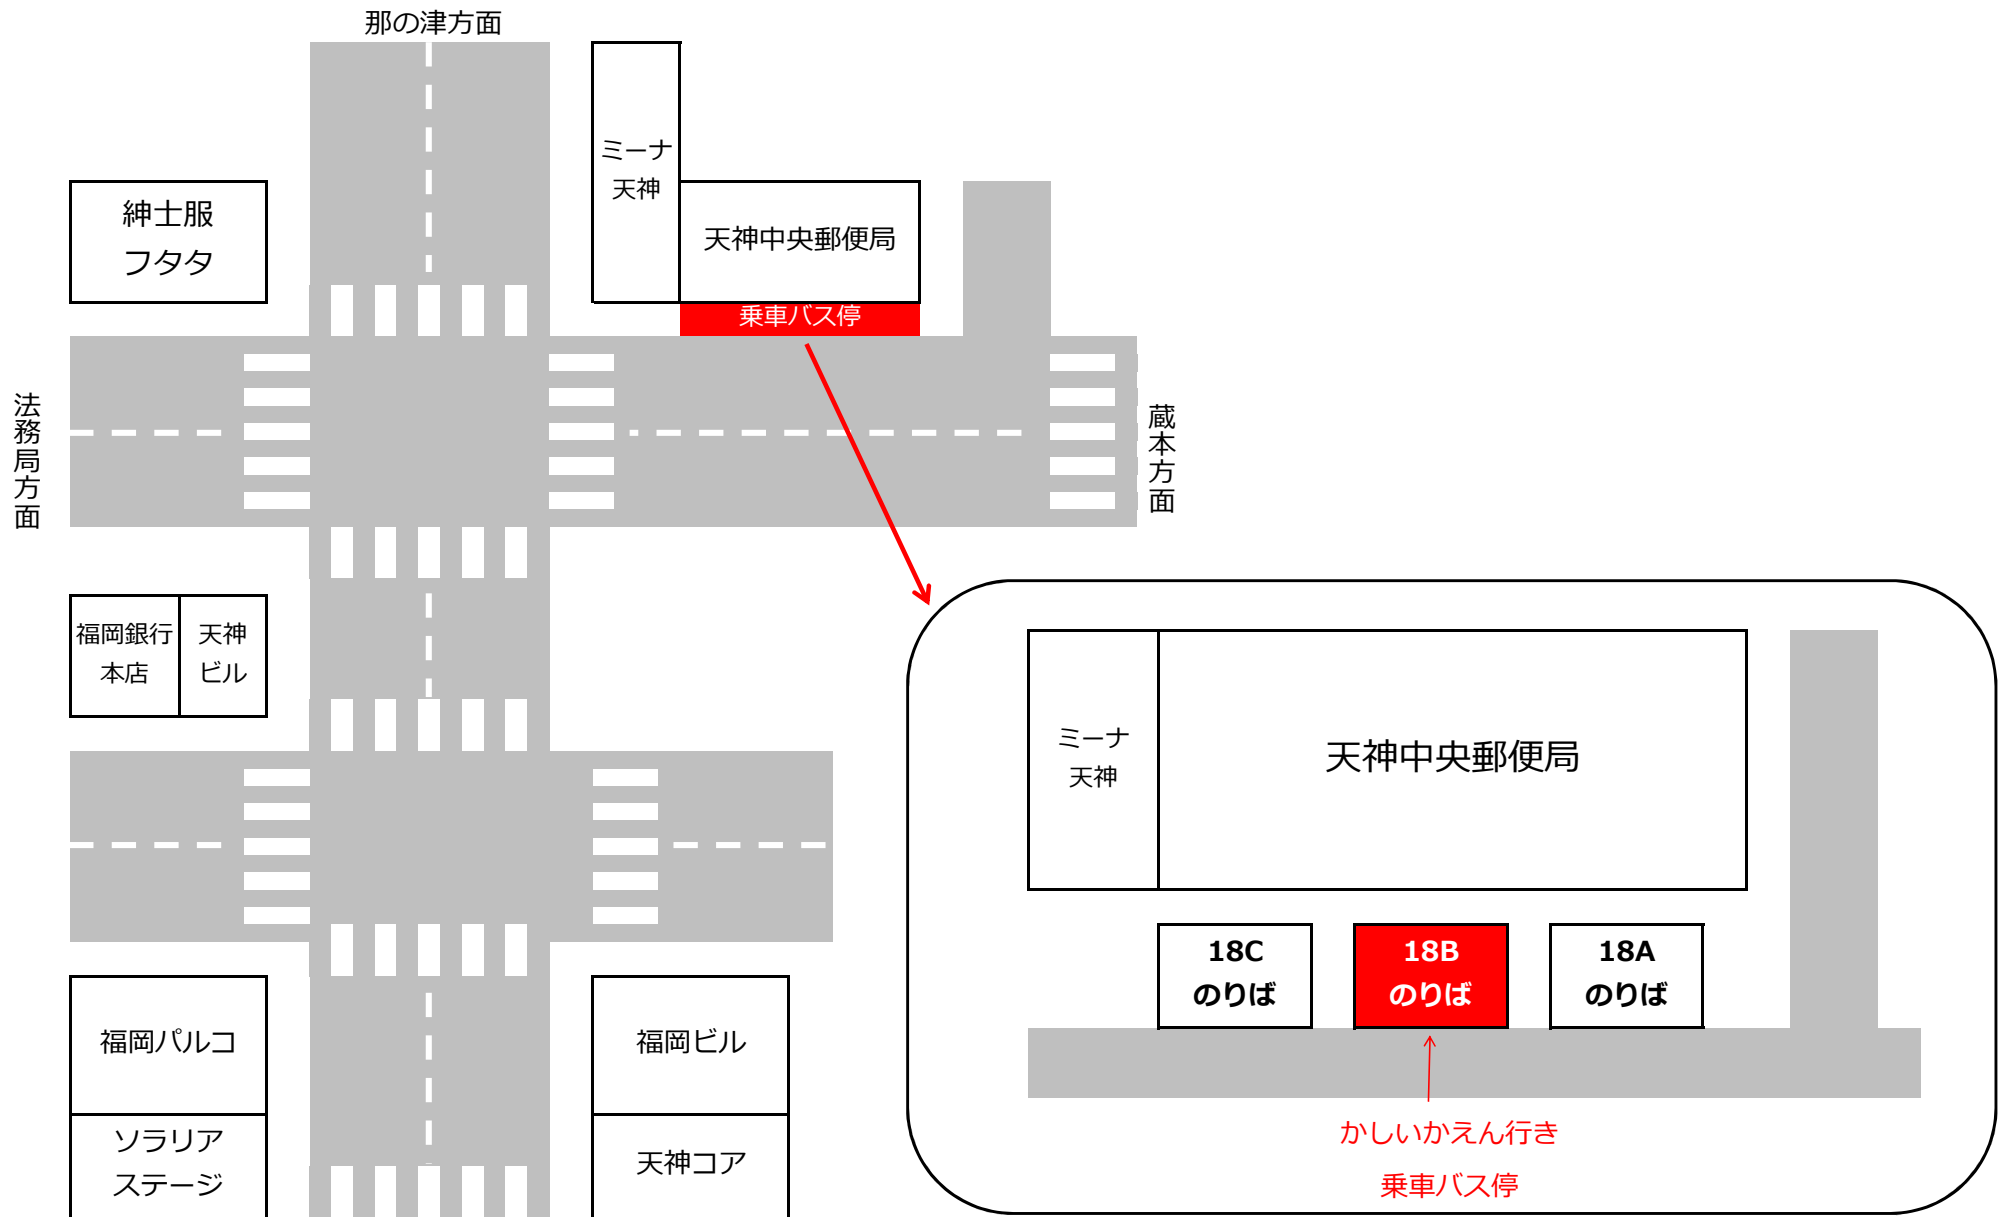 那の津方面
ミーナ
天神
紳士服
フタタ
天神中央郵便局
乗車バス停
法務局方面
蔵本方面
福岡銀行
本店
天神
ビル
ミーナ
天神
天神中央郵便局
18C
のりば
18B
のりば
18A
のりば
福岡パルコ
福岡ビル
かしいかえん行き
乗車バス停
ソラリア
ステージ
天神コア